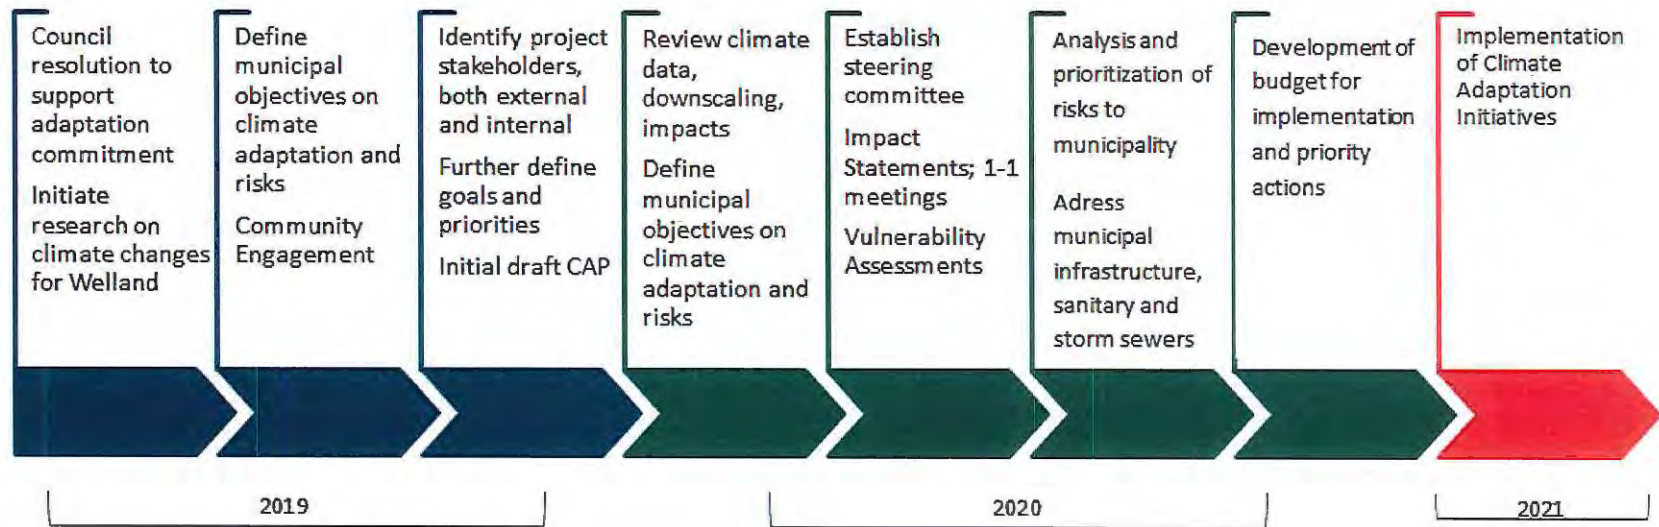 Council
resolution to
support
adaptation
commitment
Initiate
research on
climate changes
for Welland
Define
municipal
objectives on
climate
adaptation and
risks
Community
Engagement
Identify project
stakeholders,
both external
and internal
Further define
goals and
priorities
Initial draft CAP
Review climate
data,
downscaling,
impacts
Define
municipal
objectives on
climate
adaptation and
risks
Establish
steering
committee
Impact
Statements; 1-1
meetings
Vulnerability
Assessments
Analysis and
prioritization of
risks to
municipality
Adress
municipal
infrastructure,
sanitary and
storm sewers
Development of
budget for
implementation
and priority
actions
Implementation
of Climate
Adaptation
Initiatives
2019
2020
2021